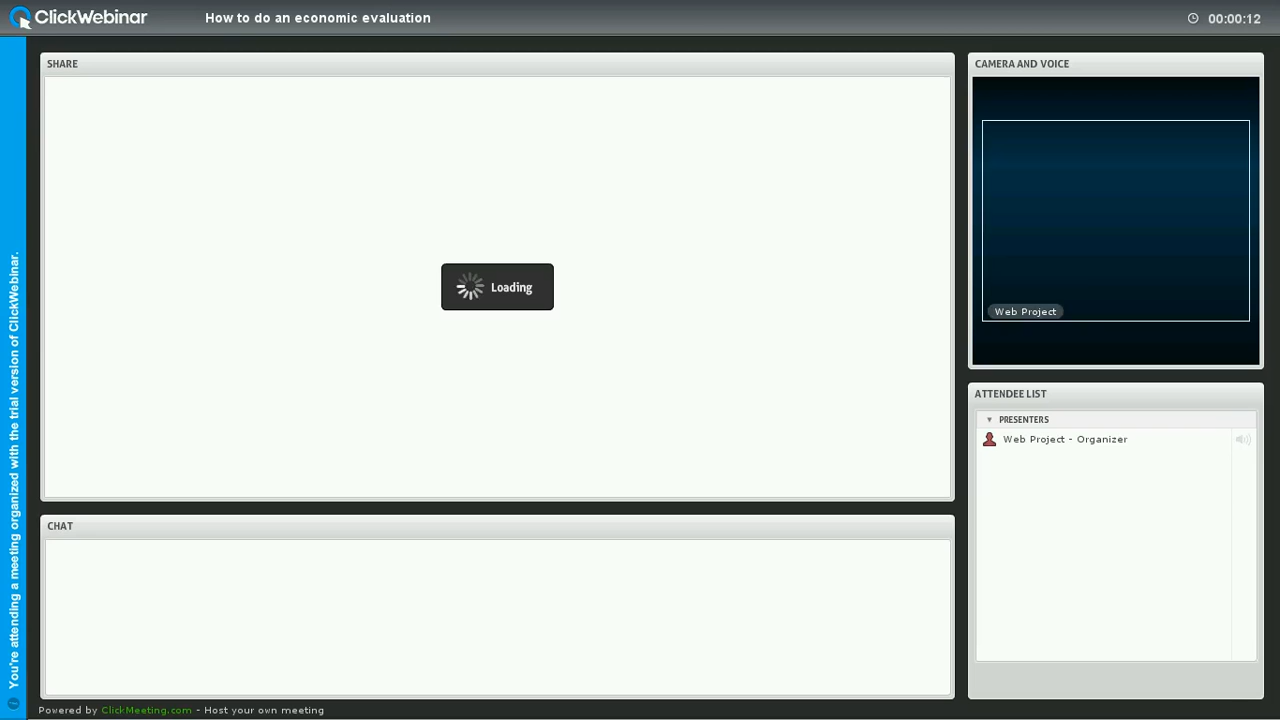 ClickWebinar
How to do an economic evaluation
00:00:12
SHARE
Loading
CAMERA AND VOICE
Web Project
ATTENDEE LIST
PRESENTERS
Web Project - Organizer
CHAT
You're attending a meeting organized with the trial version of ClickWebinar.
Powered by ClickMeeting.com - Host your own meeting